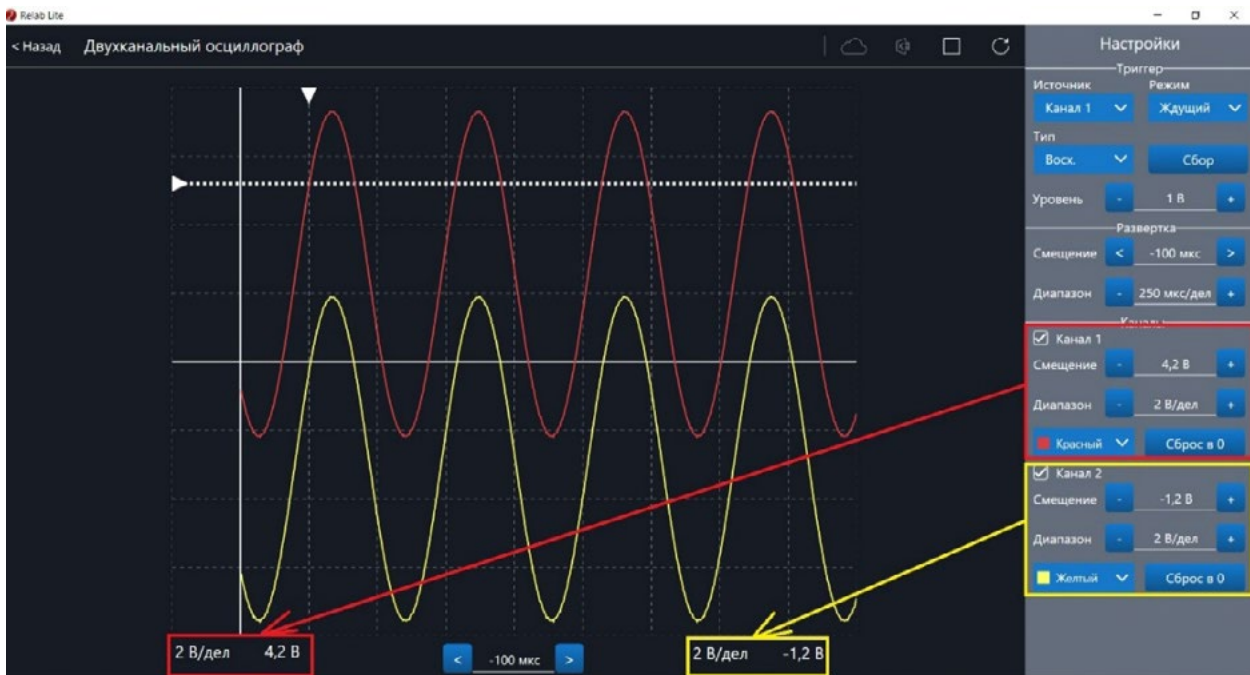 Relab Lite
< Назад Двухканальный осциллограф
Настройки
Триггер
Источник Режим
Канал 1 Ждущий
Тип
Восх. Сбор
Уровень - 1 В +
Развертка
Смещение < -100 мкс >
Диапазон - 250 мкс/дел +
Каналы
Канал 1
Смещение - 4,2 В +
Диапазон - 2 В/дел +
Красный Сброс в 0
Канал 2
Смещение - -1,2 В +
Диапазон - 2 В/дел +
Желтый Сброс в 0
2 В/дел 4,2 В
< -100 мкс >
2 В/дел -1,2 В